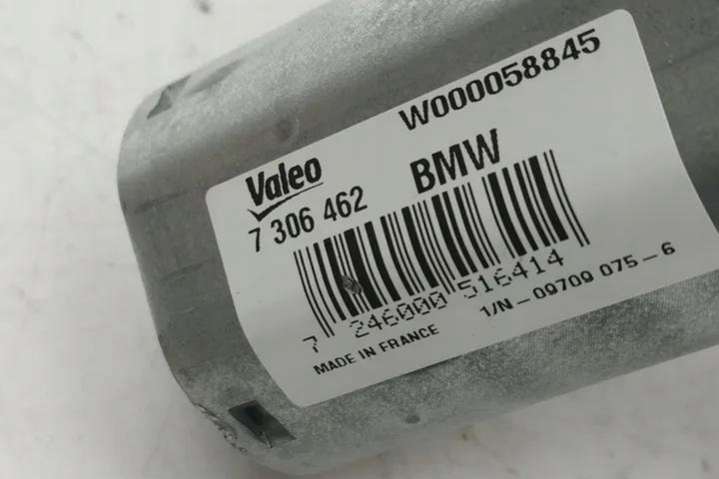 W000058845
Valeo BMW
7 306 462
7 246000 516414
1/N - 09709 075 - 6
MADE IN FRANCE